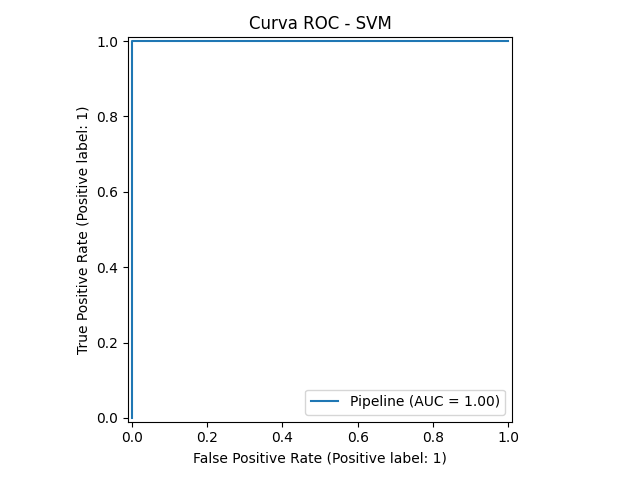 Curva ROC - SVM
True Positive Rate (Positive label: 1)
1.0
0.8
0.6
0.4
0.2
0.0
Pipeline (AUC = 1.00)
0.0 0.2 0.4 0.6 0.8 1.0
False Positive Rate (Positive label: 1)